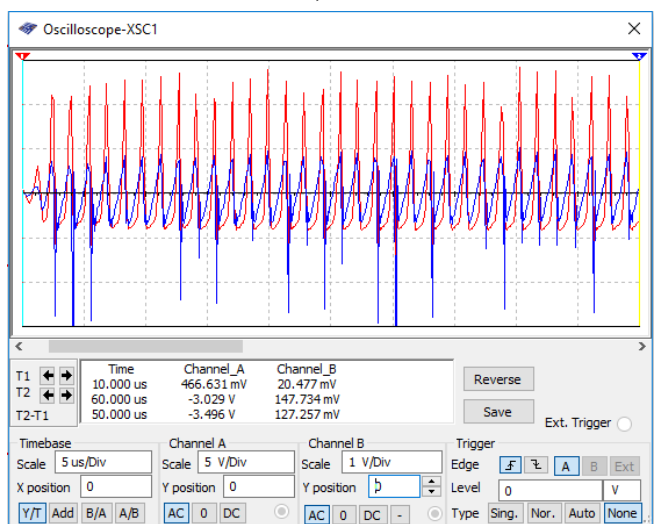 Oscilloscope-XSC1
1 2
T1
T2
T2-T1
Time Channel_A Channel_B
10.000 us 466.631 mV 20.477 mV
60.000 us -3.029 V 147.734 mV
50.000 us -3.496 V 127.257 mV
Reverse
Save
Ext. Trigger
Timebase
Scale 5 us/Div
X position 0
Y/T Add B/A A/B
Channel A
Scale 5 V/Div
Y position 0
AC 0 DC
Channel B
Scale 1 V/Div
Y position 0
AC 0 DC -
Trigger
Edge A B Ext
Level 0 V
Type Sing. Nor. Auto None